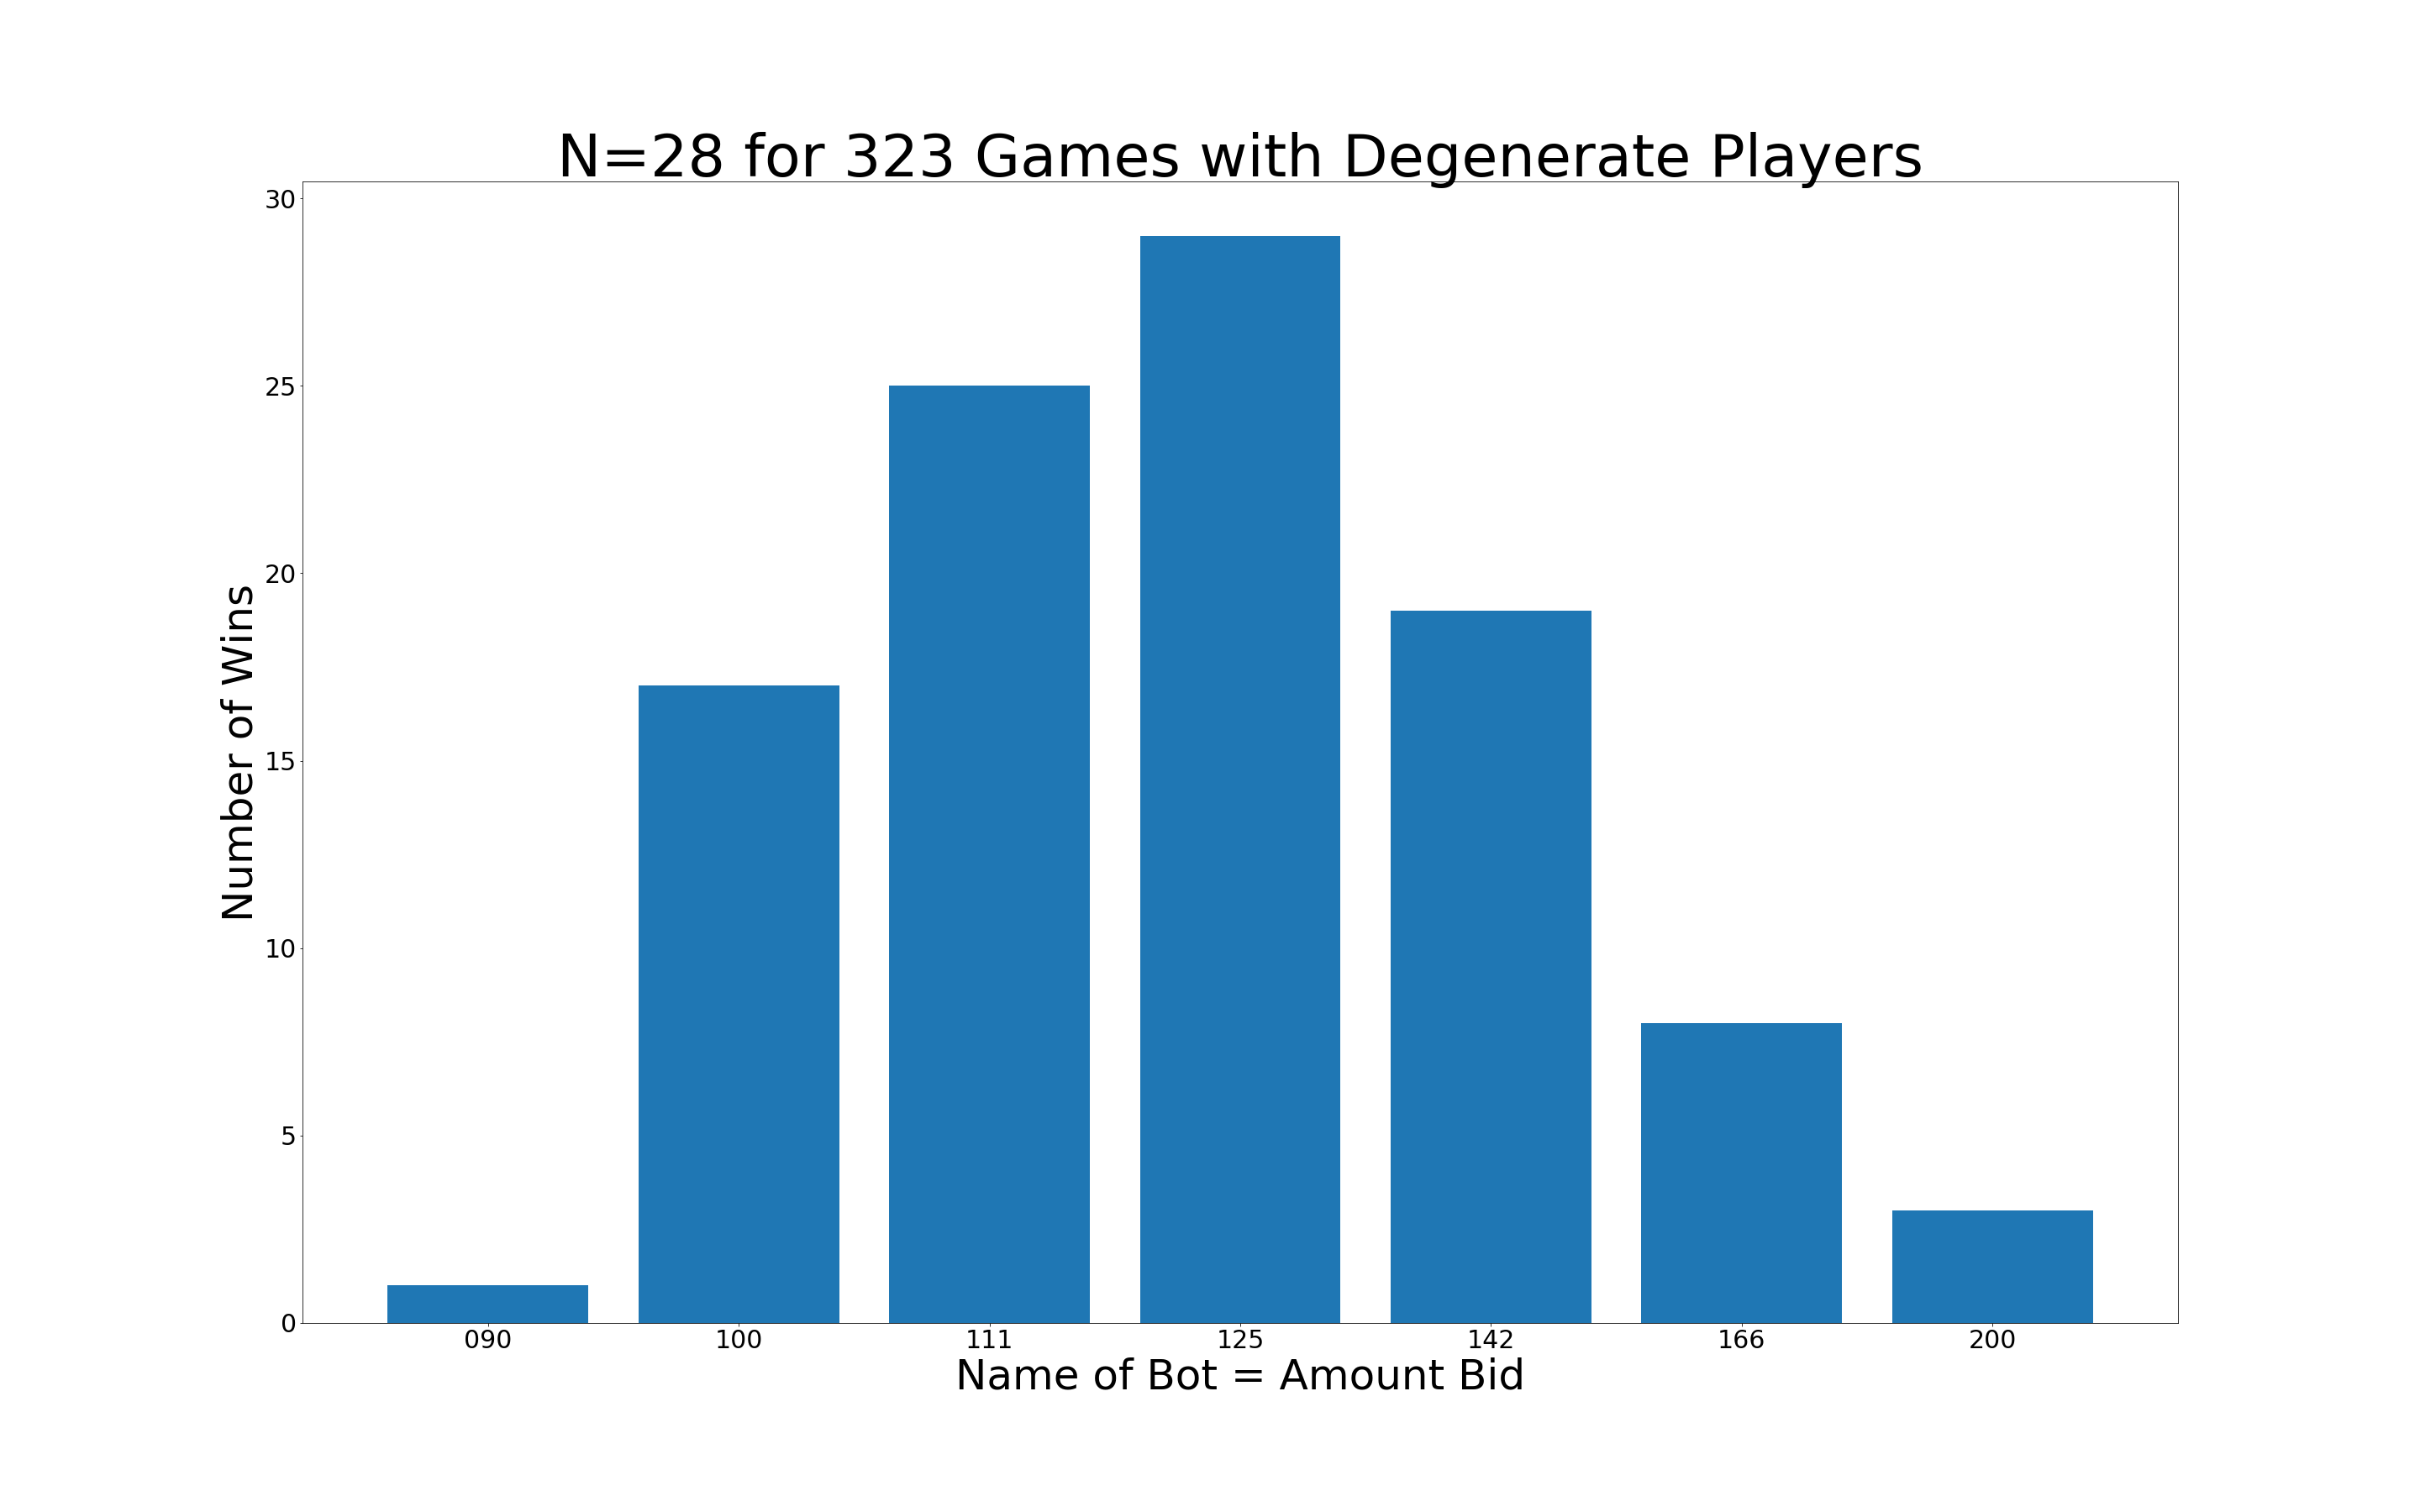 N=28 for 323 Games with Degenerate Players
30
25
20
15
10
5
0
Number of Wins
090 100 111 125 142 166 200
Name of Bot = Amount Bid